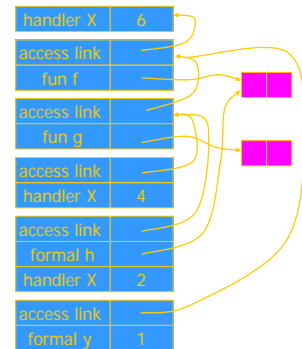 handler X 6
access link
fun f
access link
fun g
access link
handler X 4
access link
formal h
handler X 2
access link
formal y 1